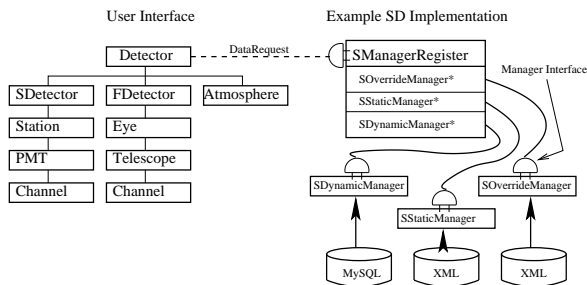 User Interface
Example SD Implementation
Detector
DataRequest
SManagerRegister
SOverrideManager*
SStaticManager*
SDynamicManager*
Manager Interface
SDetector
FDetector
Atmosphere
Station
Eye
PMT
Telescope
Channel
Channel
SDynamicManager
SStaticManager
SOverrideManager
MySQL
XML
XML